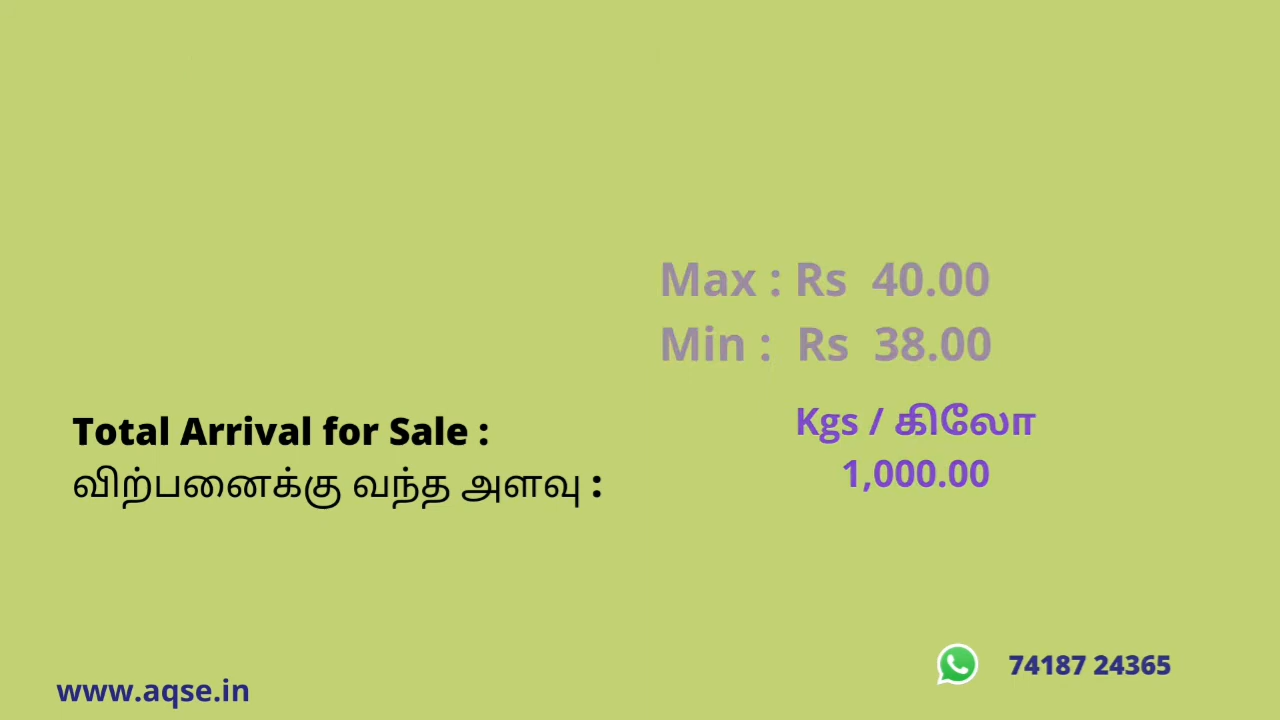 Max : Rs 40.00
Min : Rs 38.00
Total Arrival for Sale :
விற்பனைக்கு வந்த அளவு :
Kgs / கிலோ
1,000.00
www.aqse.in
74187 24365